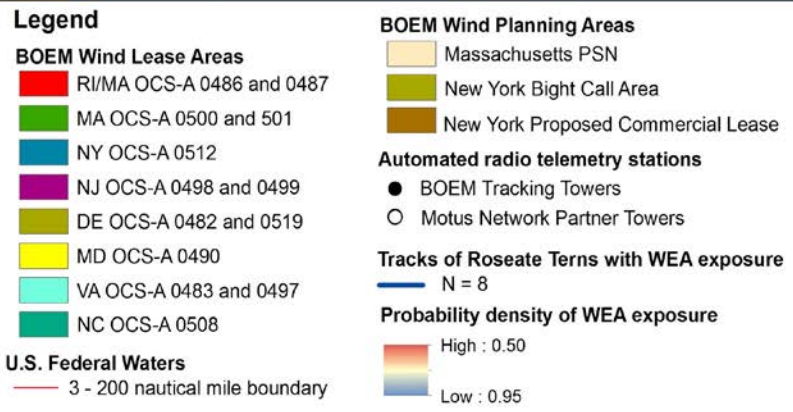 Legend
BOEM Wind Lease Areas
RI/MA OCS-A 0486 and 0487
MA OCS-A 0500 and 501
NY OCS-A 0512
NJ OCS-A 0498 and 0499
DE OCS-A 0482 and 0519
MD OCS-A 0490
VA OCS-A 0483 and 0497
NC OCS-A 0508
U.S. Federal Waters
3 - 200 nautical mile boundary
BOEM Wind Planning Areas
Massachusetts PSN
New York Bight Call Area
New York Proposed Commercial Lease
Automated radio telemetry stations
BOEM Tracking Towers
Motus Network Partner Towers
Tracks of Roseate Terns with WEA exposure
N = 8
Probability density of WEA exposure
High : 0.50
Low : 0.95